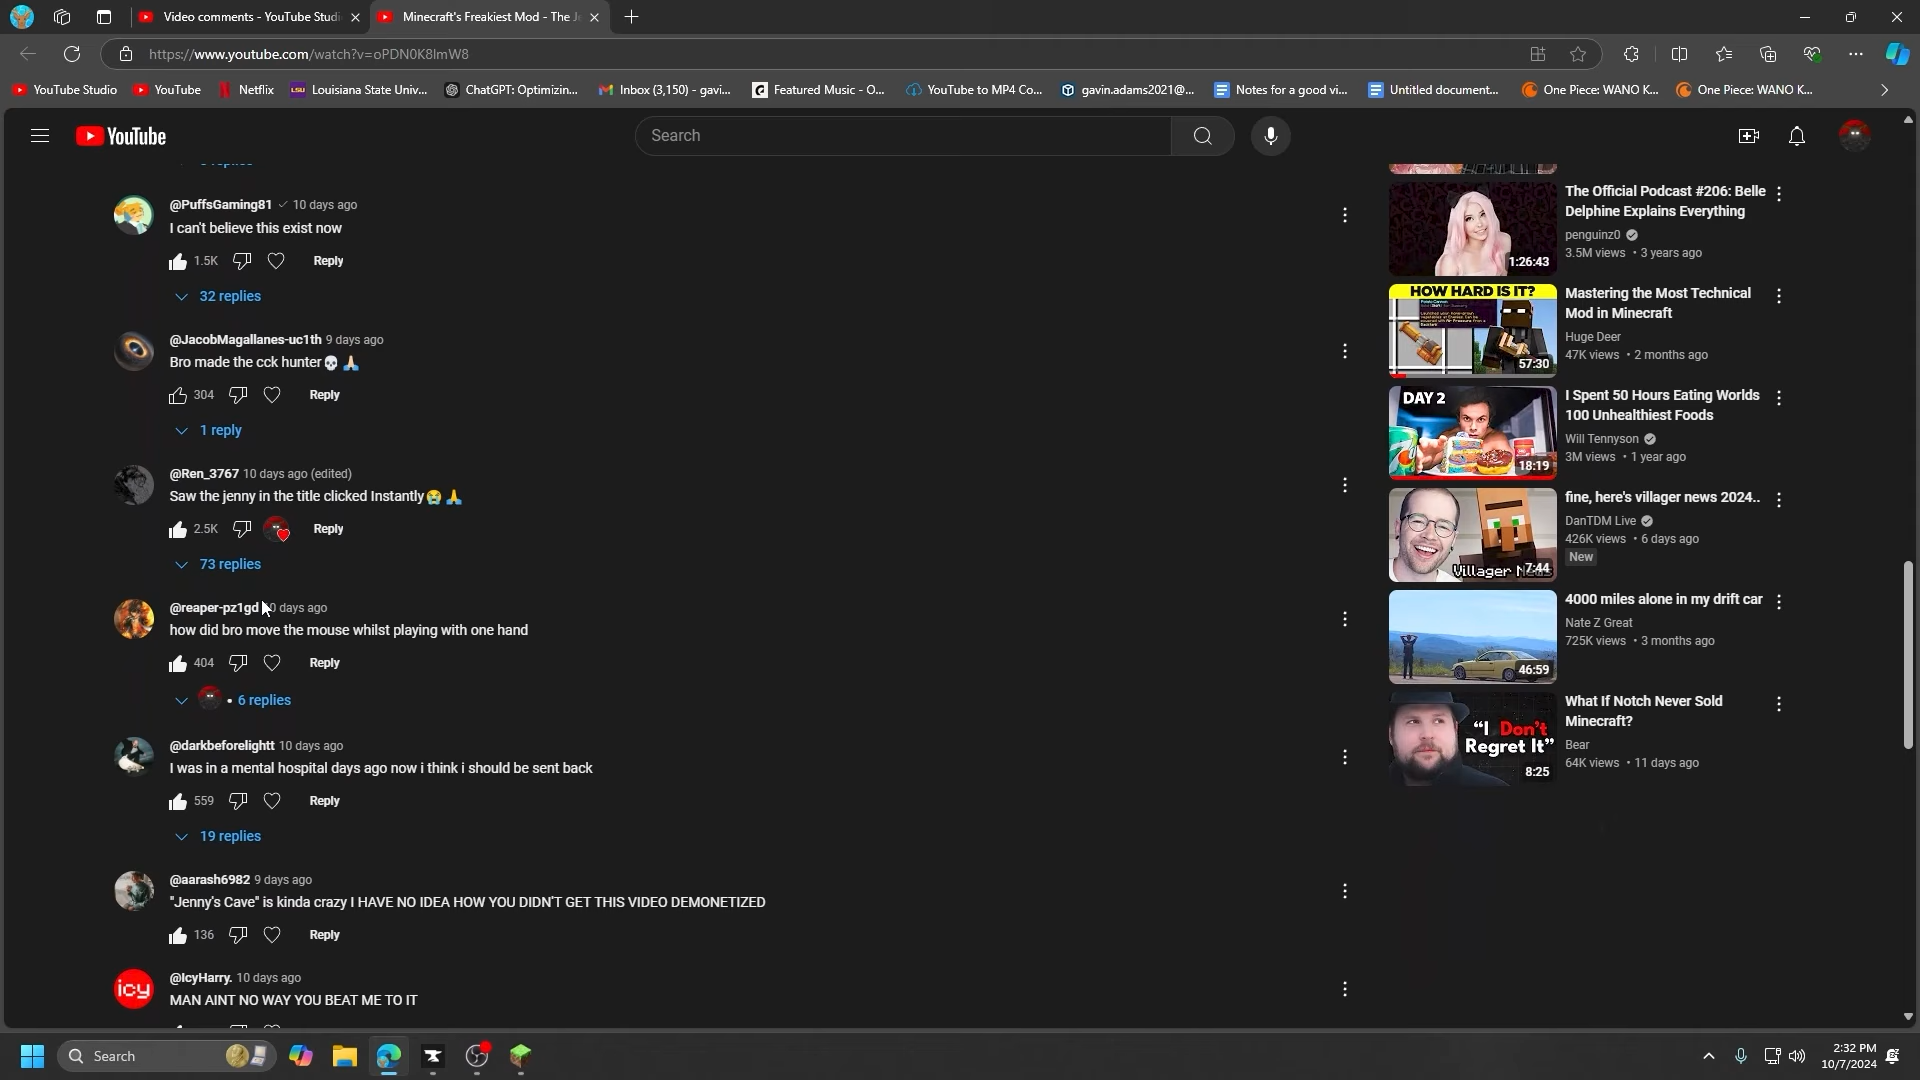 Video comments - YouTube Studi
Minecraft's Freakiest Mod - The Je
https://www.youtube.com/watch?v=oPDN0K8lmW8
YouTube Studio
YouTube
Netflix
LSU
Louisiana State Univ...
ChatGPT: Optimizin...
Inbox (3,150) - gavi...
Featured Music - O...
YouTube to MP4 Co...
gavin.adams2021@...
Notes for a good vi...
Untitled document...
One Piece: WANO K...
One Piece: WANO K...
YouTube
Search
@PuffsGaming81 10 days ago
I can't believe this exist now
1.5K
Reply
32 replies
@JacobMagallanes-uc1th 9 days ago
Bro made the cck hunter💀🙏
304
Reply
1 reply
@Ren_3767 10 days ago (edited)
Saw the jenny in the title clicked Instantly😭🙏
2.5K
Reply
73 replies
@reaper-pz1gd 0 days ago
how did bro move the mouse whilst playing with one hand
404
Reply
• 6 replies
@darkbeforelightt 10 days ago
I was in a mental hospital days ago now i think i should be sent back
559
Reply
19 replies
@aarash6982 9 days ago
"Jenny's Cave" is kinda crazy I HAVE NO IDEA HOW YOU DIDN'T GET THIS VIDEO DEMONETIZED
136
Reply
icy
@IcyHarry. 10 days ago
MAN AINT NO WAY YOU BEAT ME TO IT
1:26:43
The Official Podcast #206: Belle
Delphine Explains Everything
penguinz0
3.5M views • 3 years ago
HOW HARD IS IT?
57:30
Mastering the Most Technical
Mod in Minecraft
Huge Deer
47K views • 2 months ago
DAY 2
18:19
I Spent 50 Hours Eating Worlds
100 Unhealthiest Foods
Will Tennyson
3M views • 1 year ago
Villager News
7:44
fine, here's villager news 2024..
DanTDM Live
426K views • 6 days ago
New
46:59
4000 miles alone in my drift car
Nate Z Great
725K views • 3 months ago
"I Don't
Regret It"
8:25
What If Notch Never Sold
Minecraft?
Bear
64K views • 11 days ago
Search
2:32 PM
10/7/2024